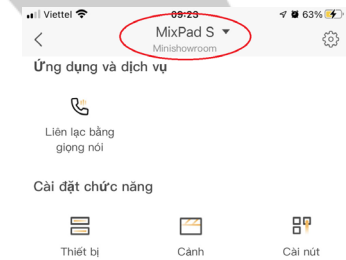 Viettel 09:23 63%
MixPad S
Minishowroom
Ứng dụng và dịch vụ
Liên lạc bằng
giọng nói
Cài đặt chức năng
Thiết bị Cảnh Cài nút